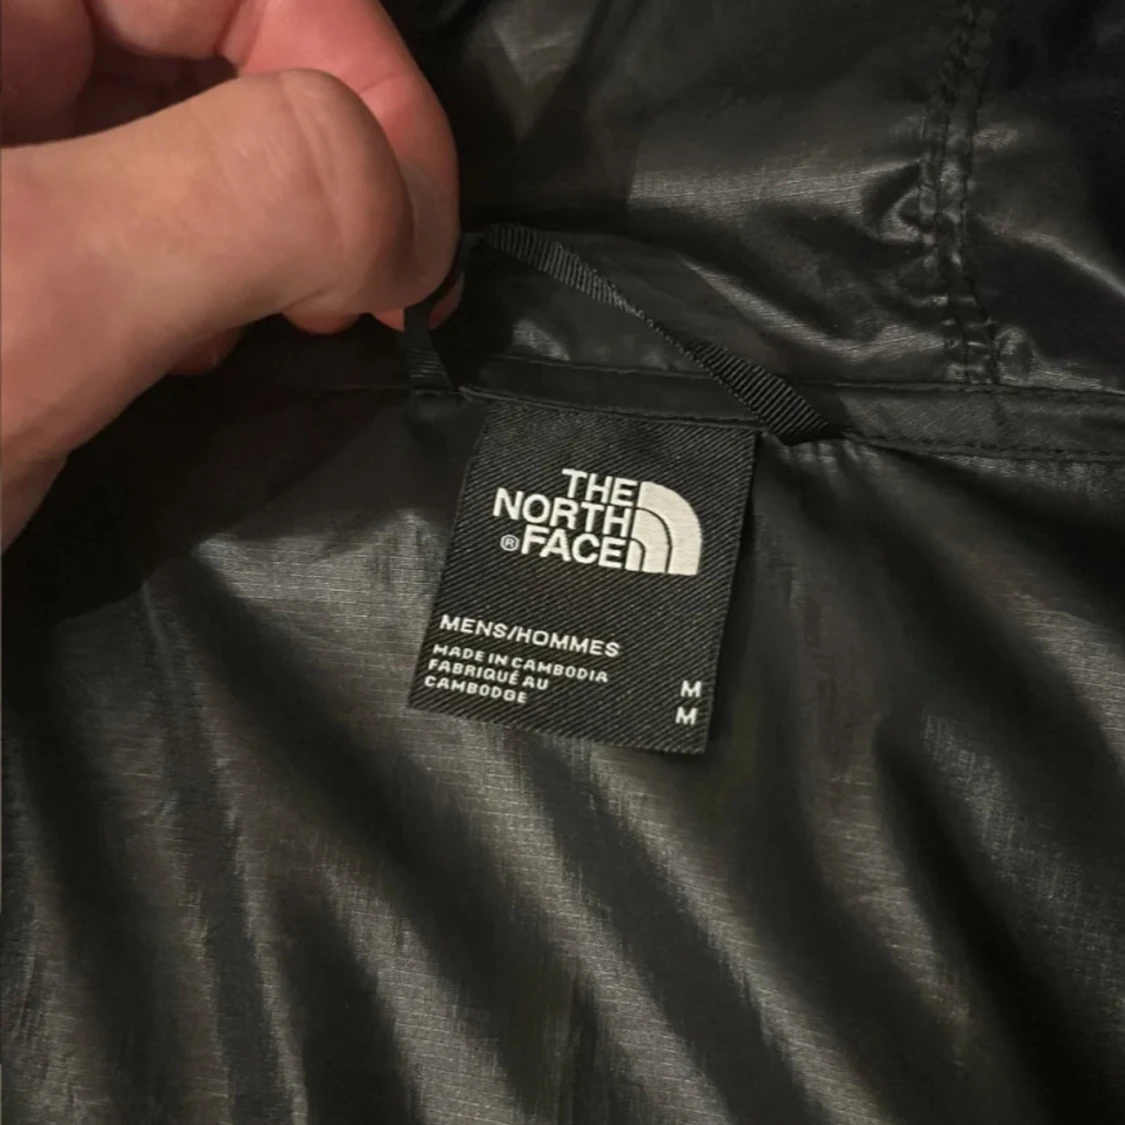 THE
NORTH
®FACE
MENS/HOMMES
MADE IN CAMBODIA
FABRIQUÉ AU
CAMBODGE
M
M